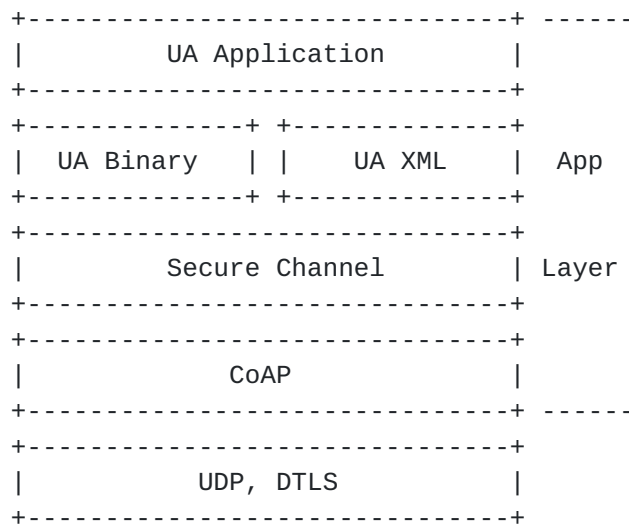 +-------------------------------+ ------
|         UA Application        |
+-------------------------------+
+--------------+ +--------------+
|  UA Binary   | |    UA XML    |  App
+--------------+ +--------------+
+-------------------------------+
|         Secure Channel        | Layer
+-------------------------------+
+-------------------------------+
|             CoAP              |
+-------------------------------+ ------
+-------------------------------+
|           UDP, DTLS           |
+-------------------------------+